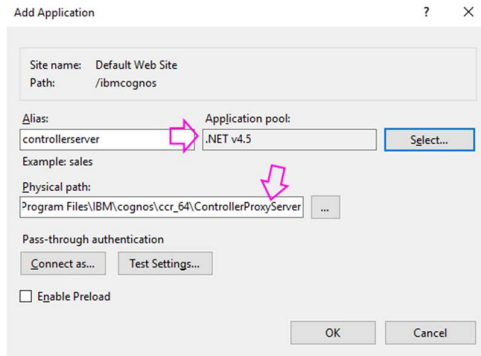 Add Application ? ×
Site name: Default Web Site
Path: /ibmcognos
Alias: Application pool:
controllerserver .NET v4.5 Select...
Example: sales
Physical path:
Program Files\IBM\cognos\ccr_64\ControllerProxyServer ...
Pass-through authentication
Connect as... Test Settings...
Enable Preload
OK Cancel